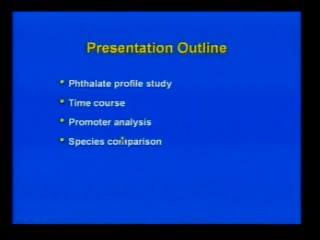 Presentation Outline
Phthalate profile study
Time course
Promoter analysis
Species comparison